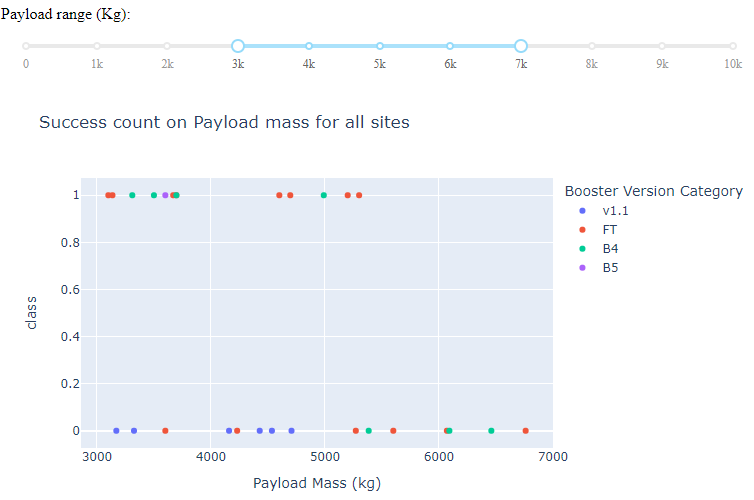 Payload range (Kg):
0 1k 2k 3k 4k 5k 6k 7k 8k 9k 10k
Success count on Payload mass for all sites
Booster Version Category
v1.1
FT
B4
B5
1
0.8
0.6
0.4
0.2
0
class
3000 4000 5000 6000 7000
Payload Mass (kg)